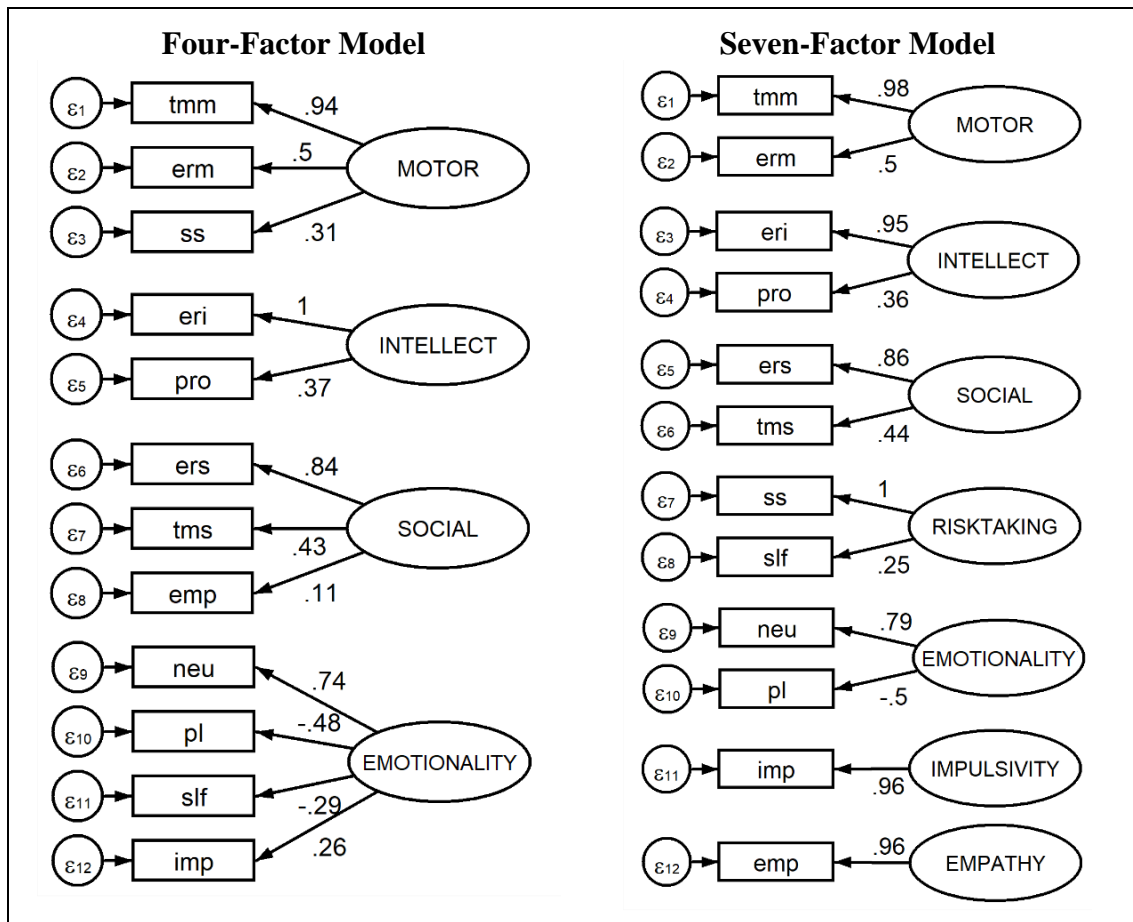 Four-Factor Model
ε1 tmm .94
ε2 erm .5 MOTOR
ε3 ss .31
ε4 eri 1
INTELLECT
ε5 pro .37
ε6 ers .84
ε7 tms .43 SOCIAL
ε8 emp .11
ε9 neu .74
ε10 pl -.48
EMOTIONALITY
ε11 slf -.29
ε12 imp .26
Seven-Factor Model
ε1 tmm .98
MOTOR
ε2 erm .5
ε3 eri .95
INTELLECT
ε4 pro .36
ε5 ers .86
SOCIAL
ε6 tms .44
ε7 ss 1
RISKTAKING
ε8 slf .25
ε9 neu .79
EMOTIONALITY
ε10 pl -.5
ε11 imp .96 IMPULSIVITY
ε12 emp .96 EMPATHY